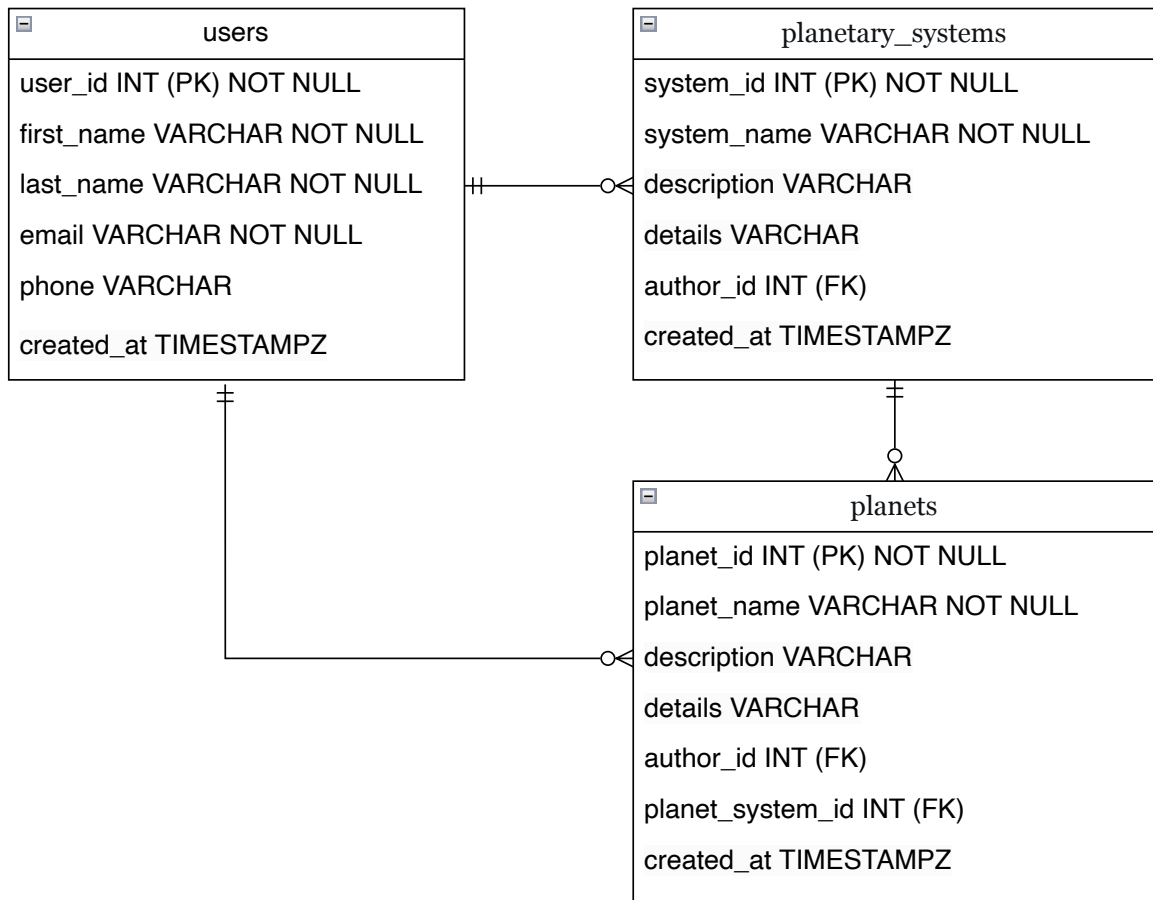 users
user_id INT (PK) NOT NULL
first_name VARCHAR NOT NULL
last_name VARCHAR NOT NULL
email VARCHAR NOT NULL
phone VARCHAR
created_at TIMESTAMPZ
planetary_systems
system_id INT (PK) NOT NULL
system_name VARCHAR NOT NULL
description VARCHAR
details VARCHAR
author_id INT (FK)
created_at TIMESTAMPZ
planets
planet_id INT (PK) NOT NULL
planet_name VARCHAR NOT NULL
description VARCHAR
details VARCHAR
author_id INT (FK)
planet_system_id INT (FK)
created_at TIMESTAMPZ